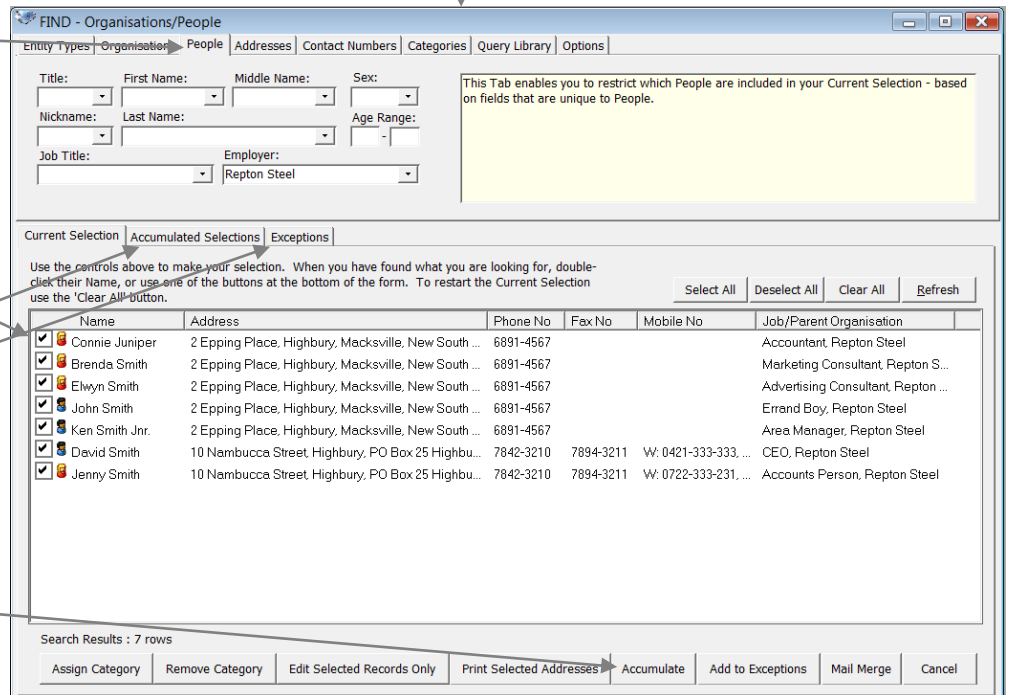 FIND - Organisations/People
Entity Types Organisation People Addresses Contact Numbers Categories Query Library Options
Title: First Name: Middle Name: Sex:
This Tab enables you to restrict which People are included in your Current Selection - based
on fields that are unique to People.
Nickname: Last Name: Age Range:
-
Job Title: Employer:
Repton Steel
Current Selection Accumulated Selections Exceptions
Use the controls above to make your selection. When you have found what you are looking for, double-
click their Name, or use one of the buttons at the bottom of the form. To restart the Current Selection
use the 'Clear All' button.
Select All Deselect All Clear All Refresh
Name Address Phone No Fax No Mobile No Job/Parent Organisation
Connie Juniper 2 Epping Place, Highbury, Macksville, New South ... 6891-4567 Accountant, Repton Steel
Brenda Smith 2 Epping Place, Highbury, Macksville, New South ... 6891-4567 Marketing Consultant, Repton S...
Elwyn Smith 2 Epping Place, Highbury, Macksville, New South ... 6891-4567 Advertising Consultant, Repton ...
John Smith 2 Epping Place, Highbury, Macksville, New South ... 6891-4567 Errand Boy, Repton Steel
Ken Smith Jnr. 2 Epping Place, Highbury, Macksville, New South ... 6891-4567 Area Manager, Repton Steel
David Smith 10 Nambucca Street, Highbury, PO Box 25 Highbu... 7842-3210 7894-3211 W: 0421-333-333, ... CEO, Repton Steel
Jenny Smith 10 Nambucca Street, Highbury, PO Box 25 Highbu... 7842-3210 7894-3211 W: 0722-333-231, ... Accounts Person, Repton Steel
Search Results : 7 rows
Assign Category Remove Category Edit Selected Records Only Print Selected Addresses Accumulate Add to Exceptions Mail Merge Cancel